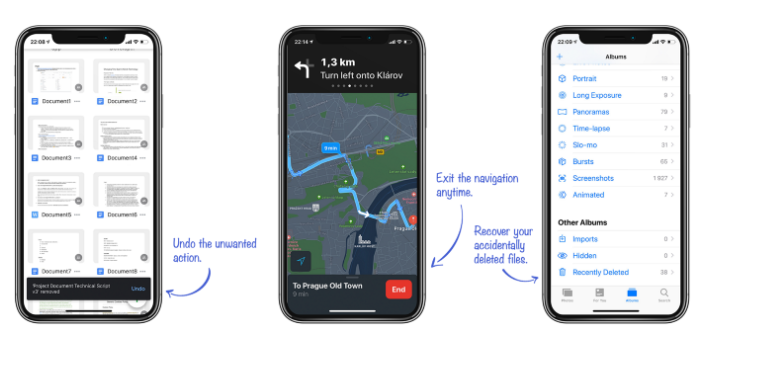 22:08
Document1 ...
Document2 ...
Document3 ...
Document4 ...
Document5 ...
Document6 ...
Document7 ...
Document8 ...
Project Document Technical Script
v3 removed
Undo
Undo the unwanted
action.
22:14
1,3 km
Turn left onto Klárov
9 min
To Prague Old Town
9 min
End
Exit the navigation
anytime.
22:08
Albums
Portrait 19
Long Exposure 9
Panoramas 79
Time-lapse 7
Slo-mo 31
Bursts 65
Screenshots 1 927
Animated 7
Other Albums
Imports 0
Hidden 0
Recently Deleted
Photos
For You
Albums
Search
Recover your
accidentally
deleted files.